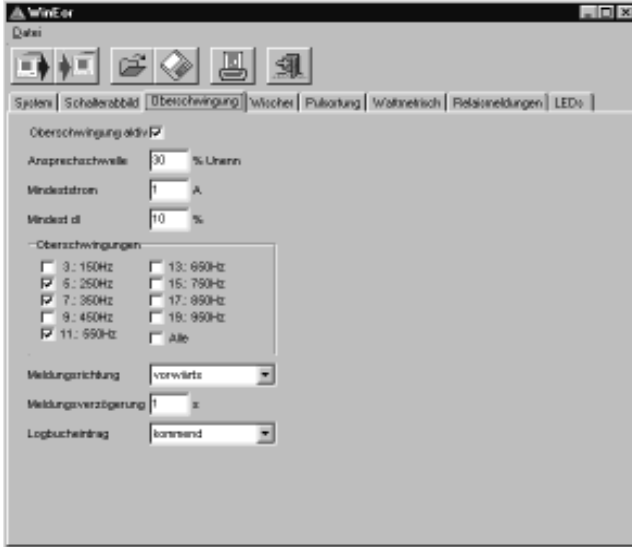 WinEor
Datei
System Schalterabbild Oberschwingung Wischer Pulsortung Wattmetrisch Relaismeldungen LEDs
Oberschwingung aktiv
Ansprechschwelle 30 % Unenn
Mindeststrom 1 A
Mindest dI 10 %
Oberschwingungen
3.: 150Hz 13.: 650Hz
5.: 250Hz 15.: 750Hz
7.: 350Hz 17.: 850Hz
9.: 450Hz 19.: 950Hz
11.: 550Hz Alle
Meldungsrichtung vorwärts
Meldungsverzögerung 1 s
Logbucheintrag kommend